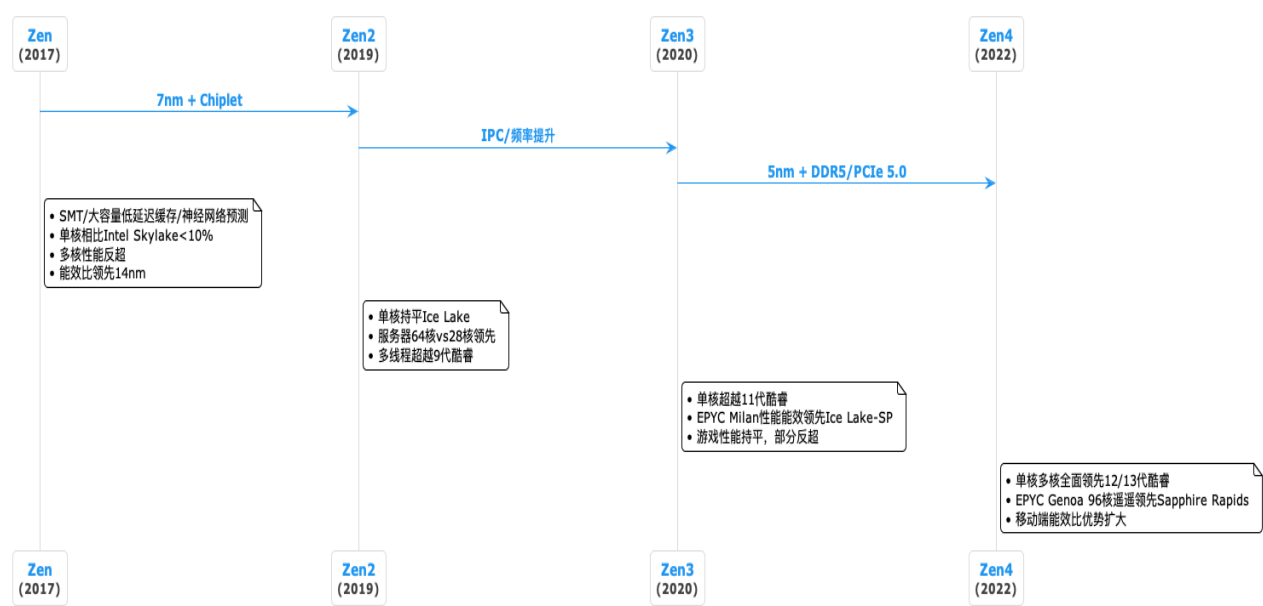 Zen
(2017)
Zen2
(2019)
Zen3
(2020)
Zen4
(2022)
7nm + Chiplet
IPC/频率提升
5nm + DDR5/PCIe 5.0
• SMT/大容量低延迟缓存/神经网络预测
• 单核相比Intel Skylake<10%
• 多核性能反超
• 能效比领先14nm
• 单核持平Ice Lake
• 服务器64核vs28核领先
• 多线程超越9代酷睿
• 单核超越11代酷睿
• EPYC Milan性能能效领先Ice Lake-SP
• 游戏性能持平，部分反超
• 单核多核全面领先12/13代酷睿
• EPYC Genoa 96核遥遥领先Sapphire Rapids
• 移动端能效比优势扩大
Zen
(2017)
Zen2
(2019)
Zen3
(2020)
Zen4
(2022)